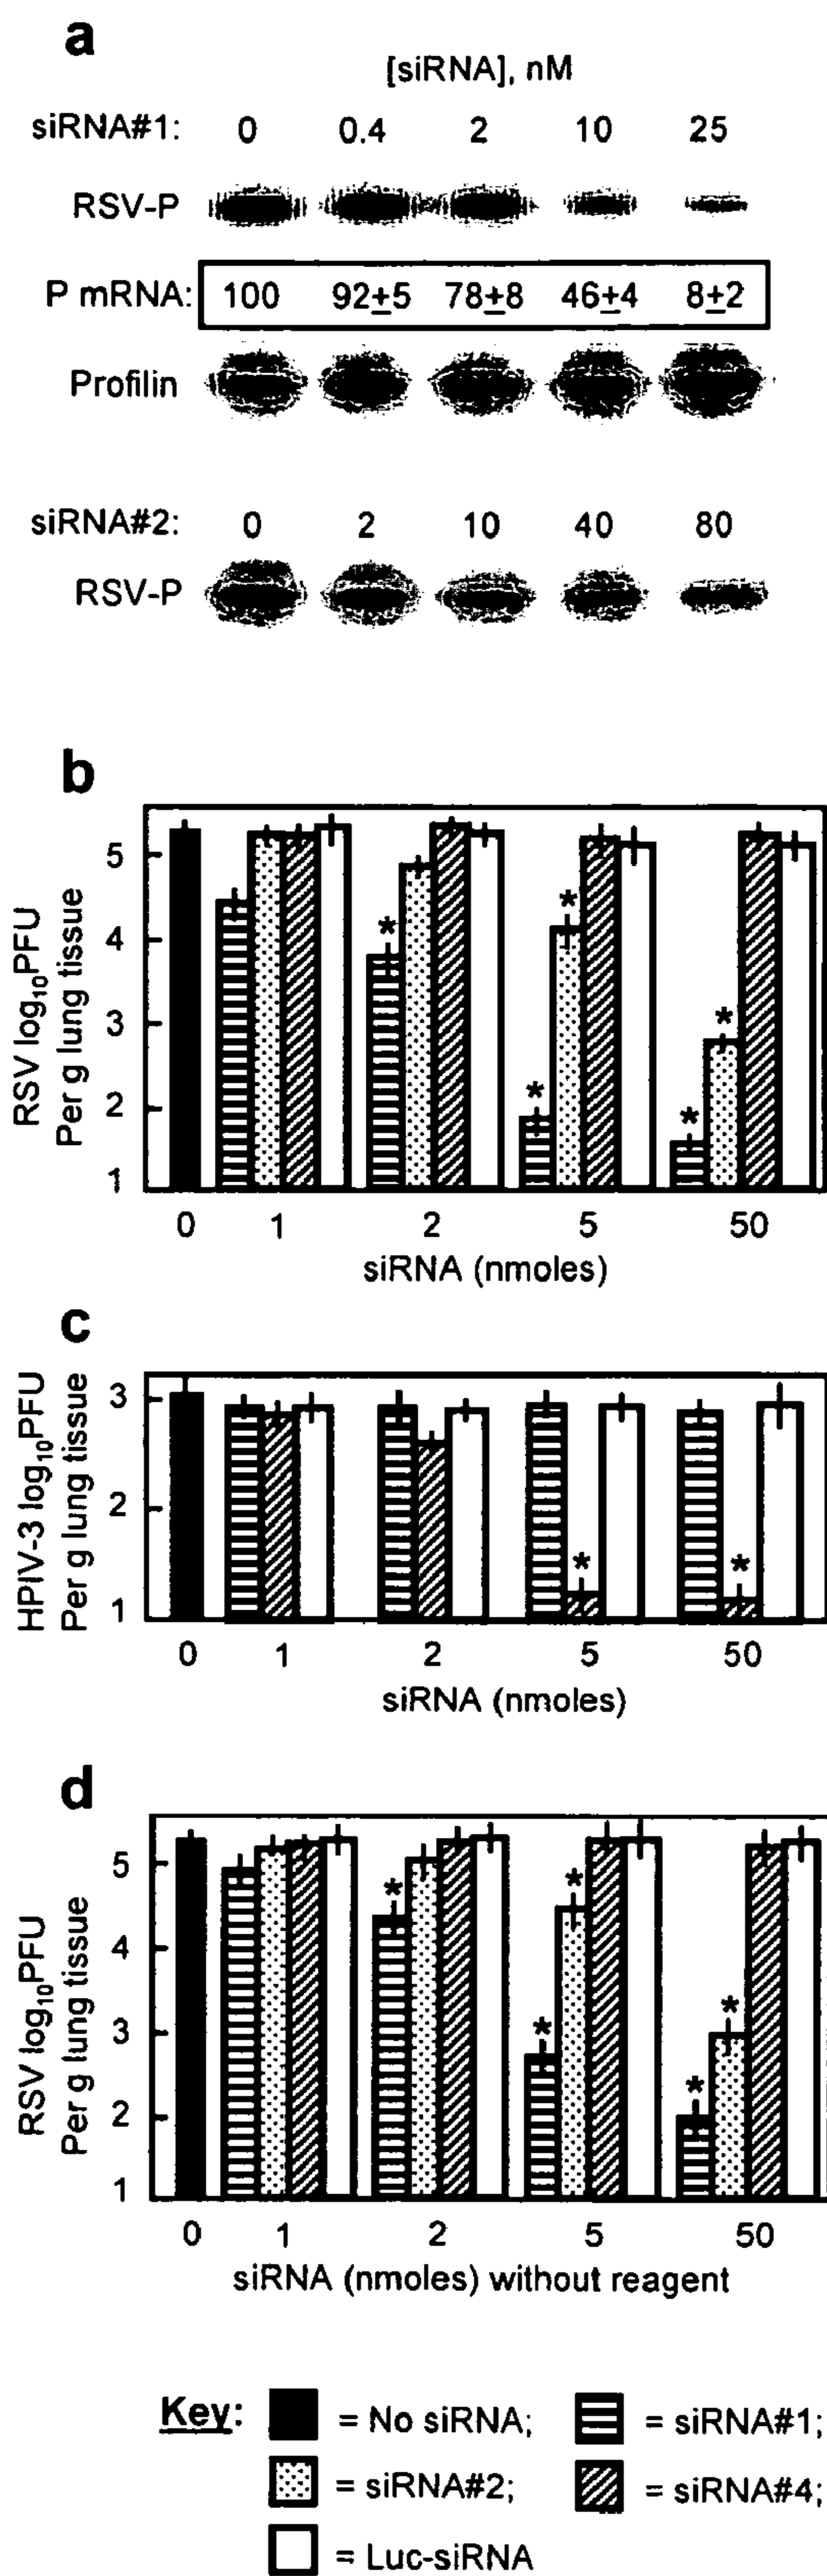 a
[siRNA], nM
siRNA#1: 0 0.4 2 10 25
RSV-P
P mRNA: 100 92±5 78±8 46±4 8±2
Profilin
siRNA#2: 0 2 10 40 80
RSV-P
b
RSV log10PFU
Per g lung tissue
5
4
3
2
1
* * * * *
0 1 2 5 50
siRNA (nmoles)
c
HPIV-3 log10PFU
Per g lung tissue
3
2
1
* *
0 1 2 5 50
siRNA (nmoles)
d
RSV log10PFU
Per g lung tissue
5
4
3
2
1
* * * * *
0 1 2 5 50
siRNA (nmoles) without reagent
Key: = No siRNA; = siRNA#1;
= siRNA#2; = siRNA#4;
= Luc-siRNA